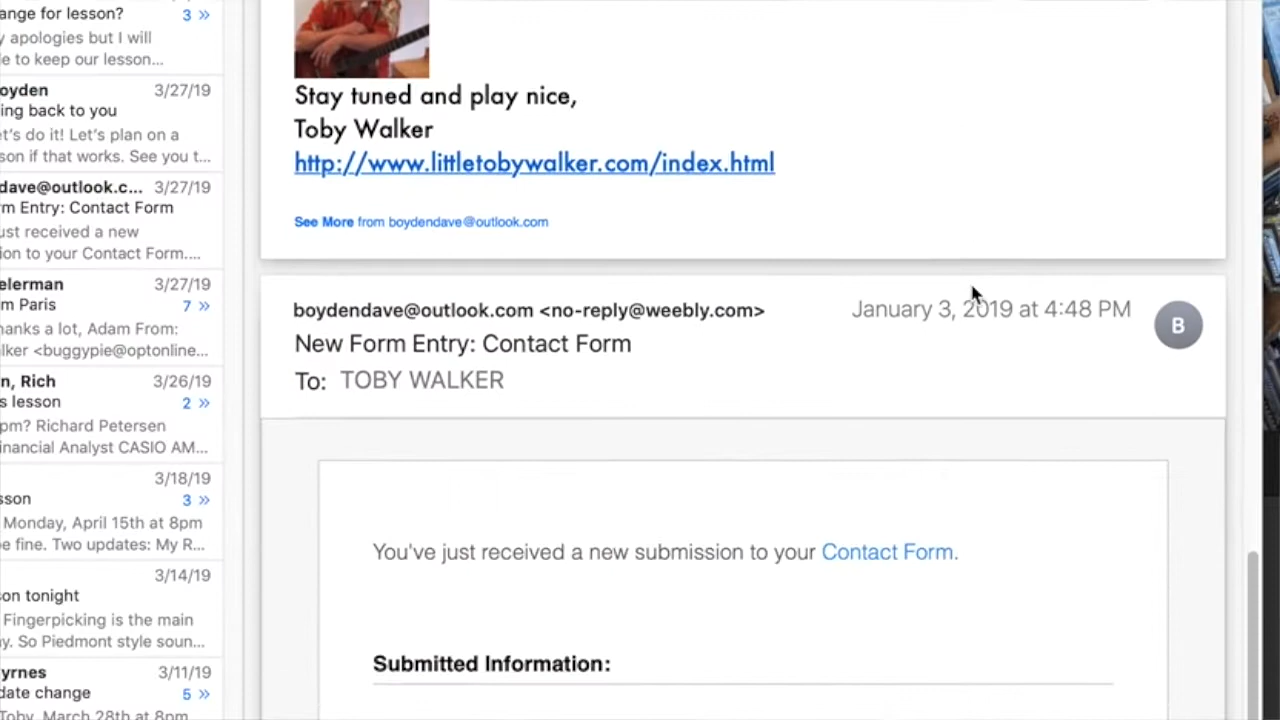 ange for lesson?
3 »
y apologies but I will
le to keep our lesson...
oyden 3/27/19
ing back to you
et's do it! Let's plan on a
son if that works. See you t...
dave@outlook.c... 3/27/19
m Entry: Contact Form
ust received a new
ion to your Contact Form....
elerman 3/27/19
m Paris 7 »
hanks a lot, Adam From:
lker <buggypie@optonline...
n, Rich 3/26/19
s lesson 2 »
pm? Richard Petersen
inancial Analyst CASIO AM...
3/18/19
sson 3 »
Monday, April 15th at 8pm
e fine. Two updates: My R...
3/14/19
on tonight
Fingerpicking is the main
y. So Piedmont style soun...
yrnes 3/11/19
date change 5 »
Toby, March 28th at 8pm
Stay tuned and play nice,
Toby Walker
http://www.littletobywalker.com/index.html
See More from boydendave@outlook.com
boydendave@outlook.com <no-reply@weebly.com>
January 3, 2019 at 4:48 PM
B
New Form Entry: Contact Form
To: TOBY WALKER
You've just received a new submission to your Contact Form.
Submitted Information: